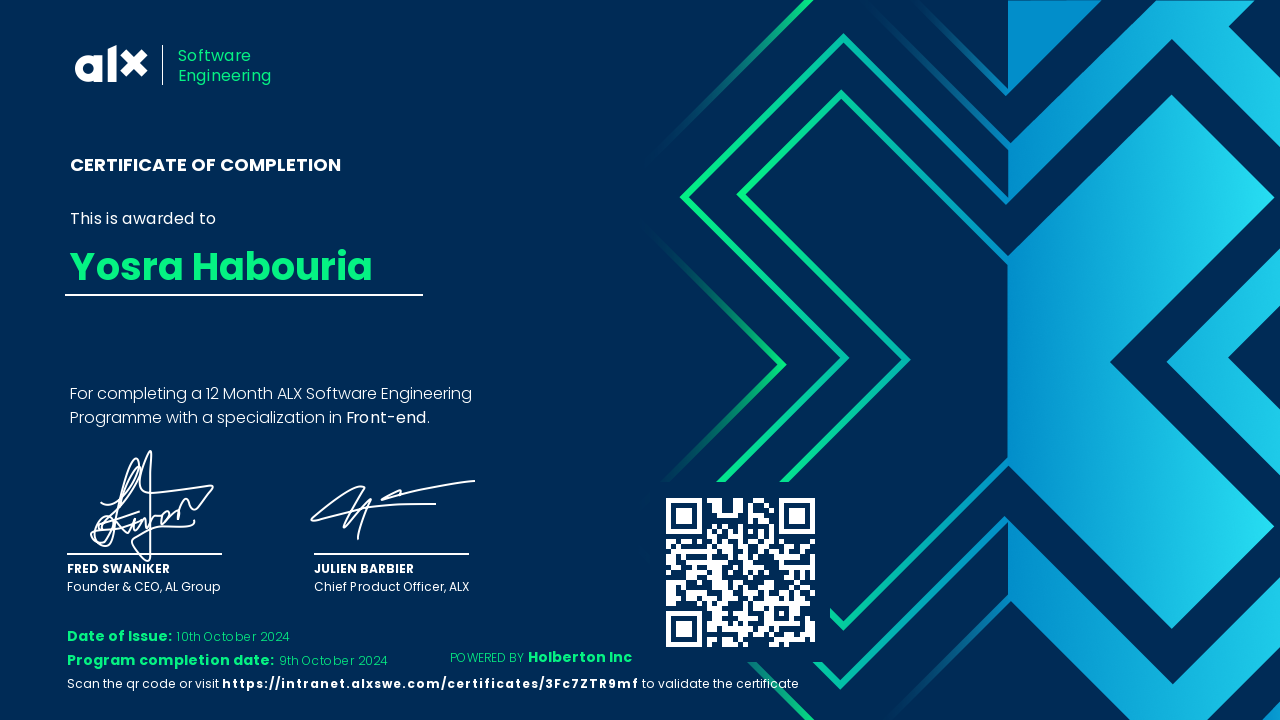 alx
Software
Engineering
CERTIFICATE OF COMPLETION
This is awarded to
Yosra Habouria
For completing a 12 Month ALX Software Engineering
Programme with a specialization in Front-end.
FRED SWANIKER
Founder & CEO, AL Group
JULIEN BARBIER
Chief Product Officer, ALX
Date of Issue: 10th October 2024
Program completion date: 9th October 2024
POWERED BY Holberton Inc
Scan the qr code or visit https://intranet.alxswe.com/certificates/3Fc7ZTR9mf to validate the certificate